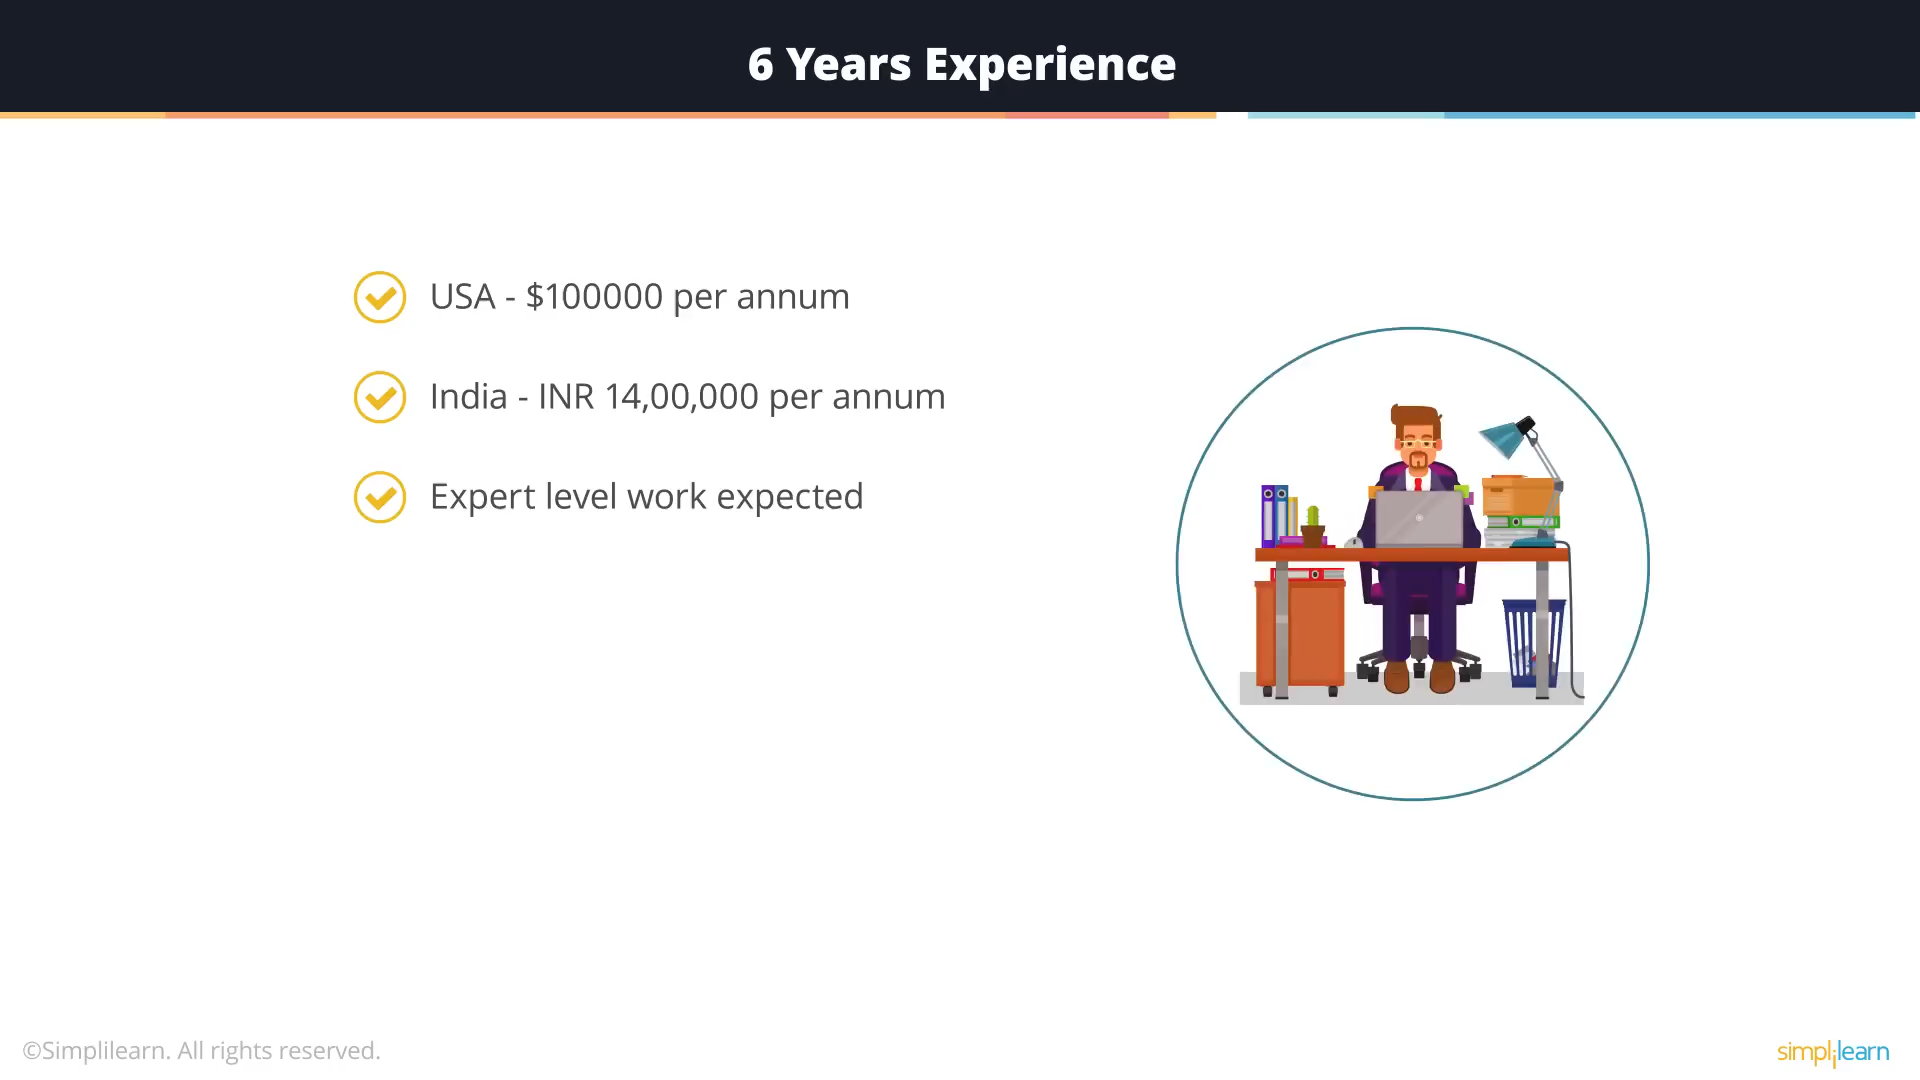 6 Years Experience
USA - $100000 per annum
India - INR 14,00,000 per annum
Expert level work expected
©Simplilearn. All rights reserved.
simplilearn